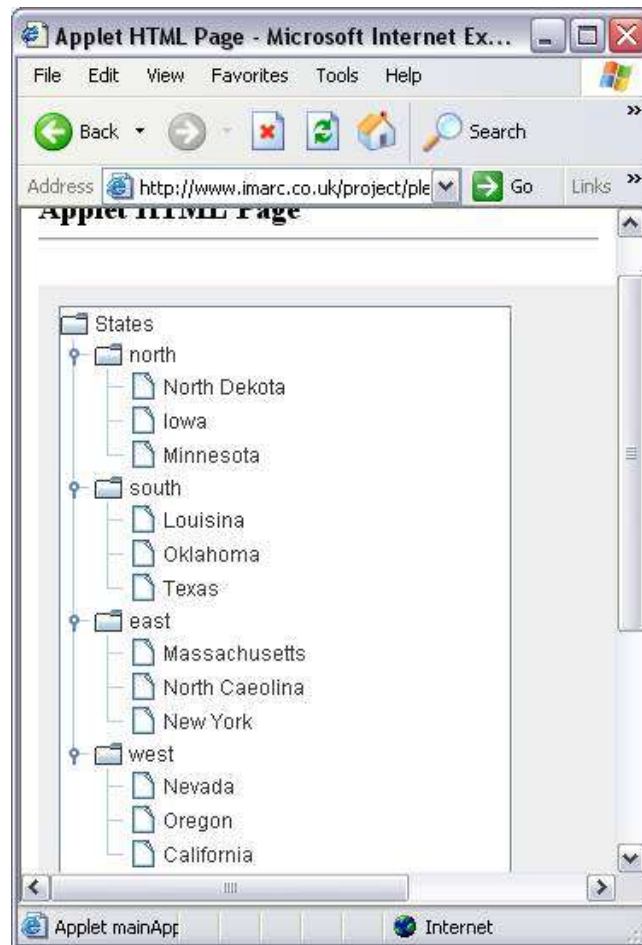 Applet HTML Page - Microsoft Internet Ex...
File Edit View Favorites Tools Help
Back Search »
Address http://www.imarc.co.uk/project/ple Go Links »
Applet HTML Page
States
north
North Dekota
Iowa
Minnesota
south
Louisina
Oklahoma
Texas
east
Massachusetts
North Caeolina
New York
west
Nevada
Oregon
California
Applet mainApp Internet